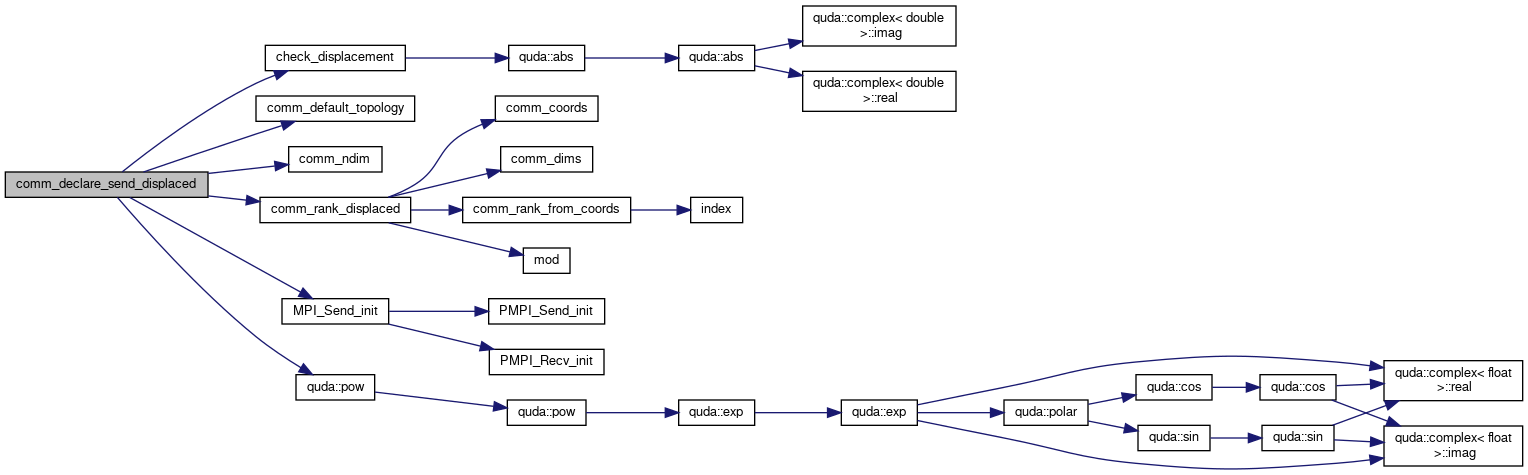 comm_declare_send_displaced
check_displacement
quda::abs
quda::abs
quda::complex< double
>::imag
quda::complex< double
>::real
comm_default_topology
comm_ndim
comm_rank_displaced
comm_coords
comm_dims
comm_rank_from_coords
index
mod
MPI_Send_init
PMPI_Send_init
PMPI_Recv_init
quda::pow
quda::pow
quda::exp
quda::exp
quda::polar
quda::cos
quda::cos
quda::sin
quda::sin
quda::complex< float
>::real
quda::complex< float
>::imag